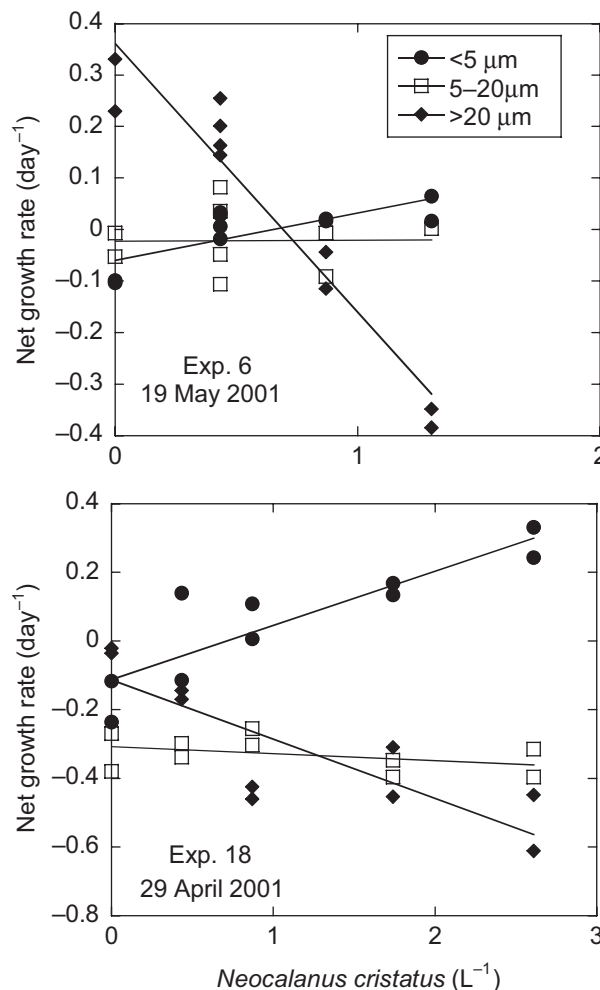 0.4
0.3
0.2
0.1
0
–0.1
–0.2
–0.3
–0.4
Net growth rate (day–1)
<5 μm
5–20μm
>20 μm
Exp. 6
19 May 2001
0
1
2
0.4
0.2
0
–0.2
–0.4
–0.6
–0.8
Net growth rate (day–1)
Exp. 18
29 April 2001
0
1
2
3
Neocalanus cristatus (L–1)